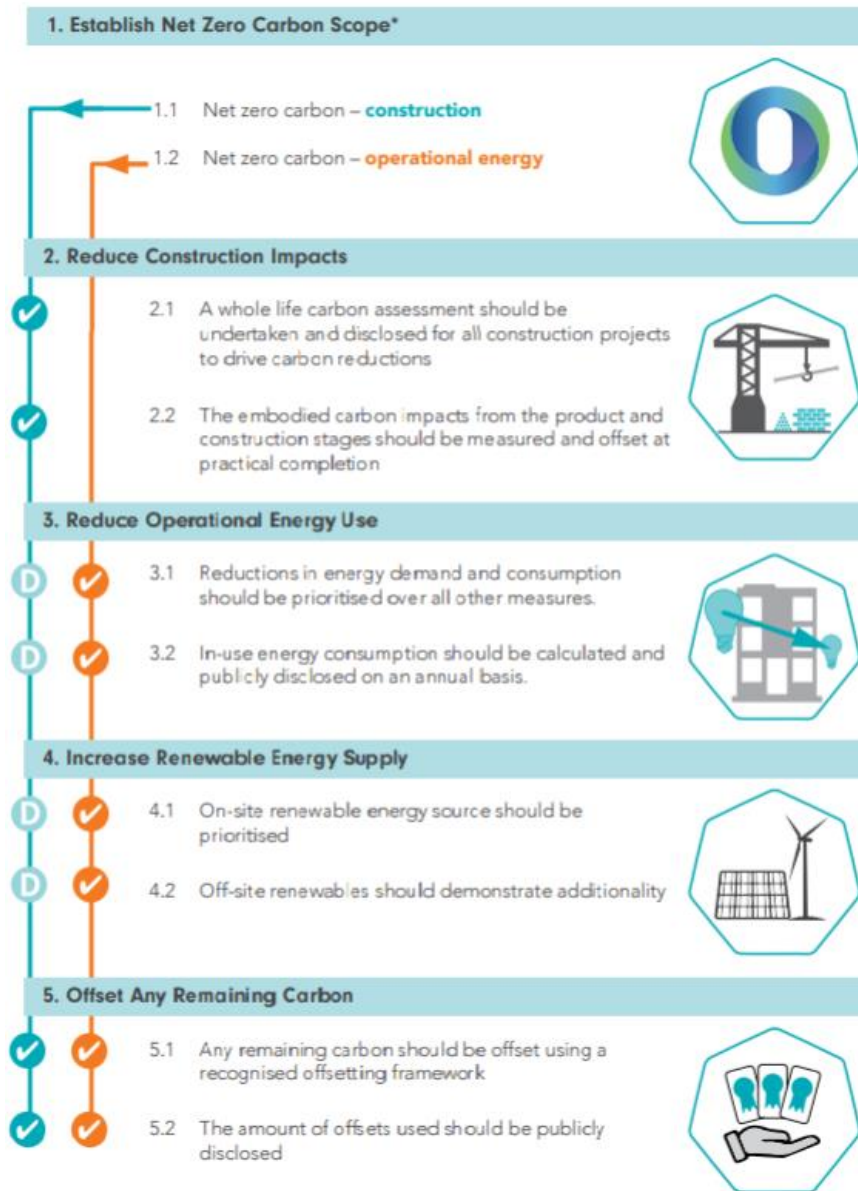 1. Establish Net Zero Carbon Scope*
1.1 Net zero carbon – construction
1.2 Net zero carbon – operational energy
2. Reduce Construction Impacts
2.1 A whole life carbon assessment should be
undertaken and disclosed for all construction projects
to drive carbon reductions
2.2 The embodied carbon impacts from the product and
construction stages should be measured and offset at
practical completion
3. Reduce Operational Energy Use
D 3.1 Reductions in energy demand and consumption
should be prioritised over all other measures.
D 3.2 In-use energy consumption should be calculated and
publicly disclosed on an annual basis.
4. Increase Renewable Energy Supply
D 4.1 On-site renewable energy source should be
prioritised
D 4.2 Off-site renewables should demonstrate additionality
5. Offset Any Remaining Carbon
5.1 Any remaining carbon should be offset using a
recognised offsetting framework
5.2 The amount of offsets used should be publicly
disclosed